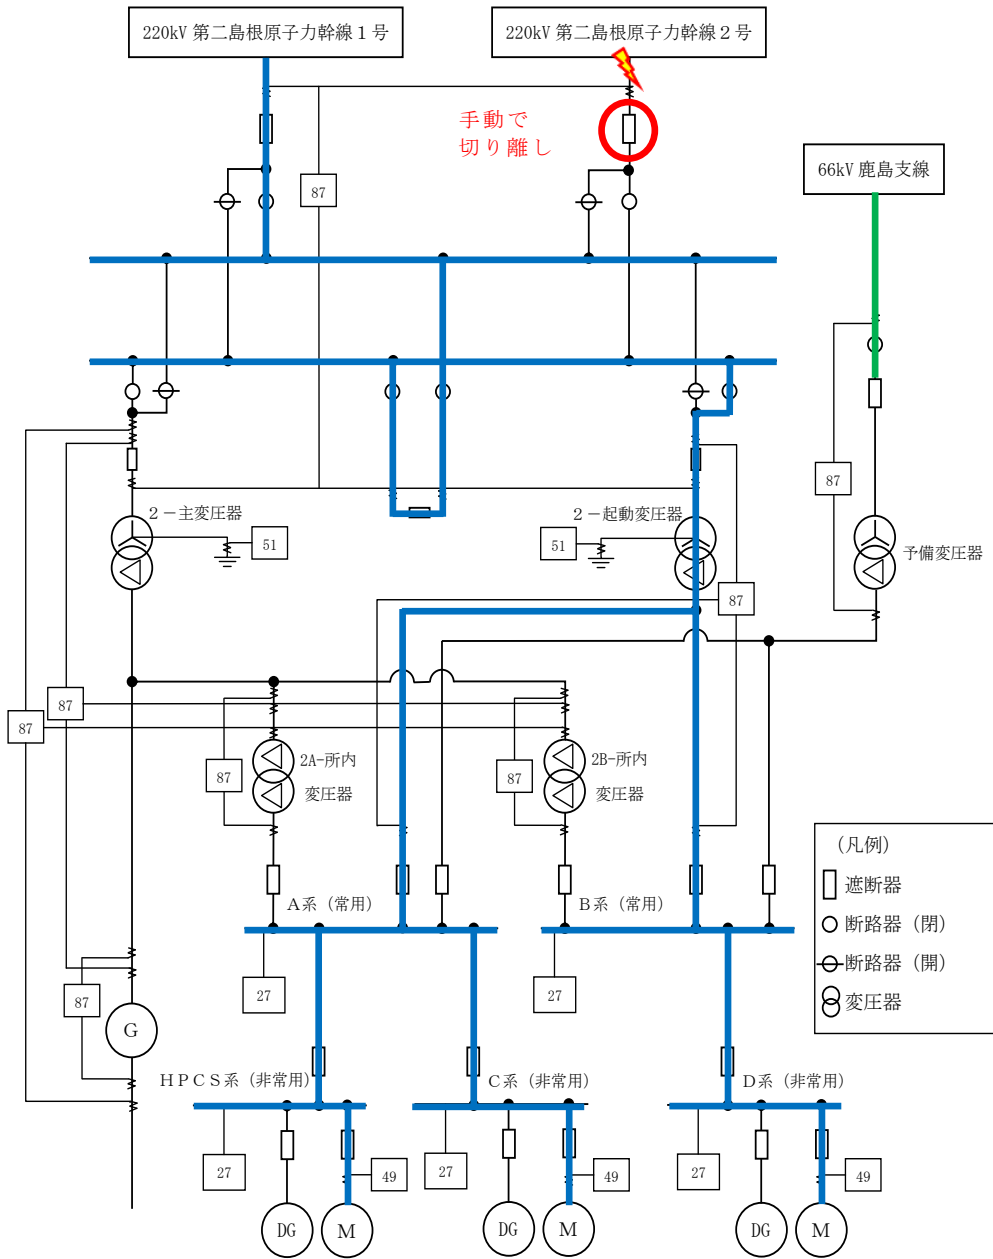 220kV 第二島根原子力幹線１号
220kV 第二島根原子力幹線２号
手動で
切り離し
66kV 鹿島支線
87
87
２－主変圧器
51
51
２－起動変圧器
予備変圧器
87
87
87
87
2A-所内
変圧器
87
2B-所内
変圧器
(凡例)
遮断器
断路器（閉）
断路器（開）
変圧器
Ａ系（常用）
Ｂ系（常用）
27
27
87
G
ＨＰＣＳ系（非常用）
Ｃ系（非常用）
Ｄ系（非常用）
27
49
27
49
27
49
DG
M
DG
M
DG
M